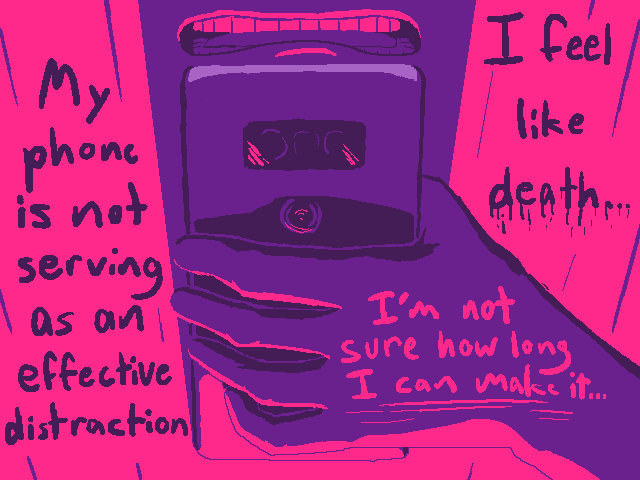 My
phone
is not
serving
as an
effective
distraction
I feel
like
death...
I'm not
sure how long
I can make it...